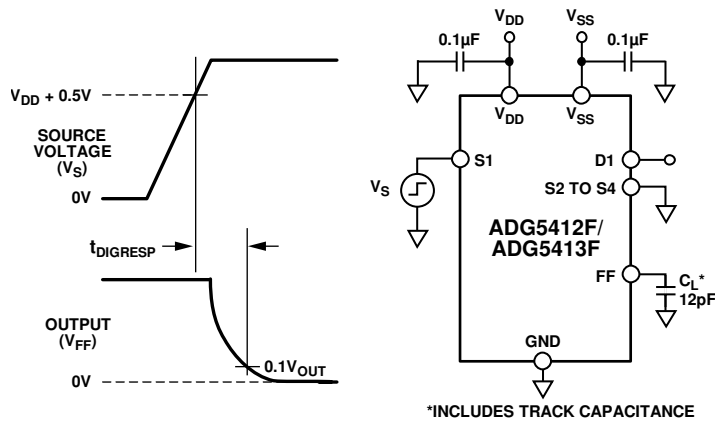 V_DD + 0.5V
SOURCE
VOLTAGE
(V_S)
0V
t_DIGRESP
OUTPUT
(V_FF)
0.1V_OUT
0V
V_DD
V_SS
0.1µF
0.1µF
V_DD
V_SS
S1
D1
V_S
S2 TO S4
ADG5412F/
ADG5413F
FF
C_L*
12pF
GND
*INCLUDES TRACK CAPACITANCE